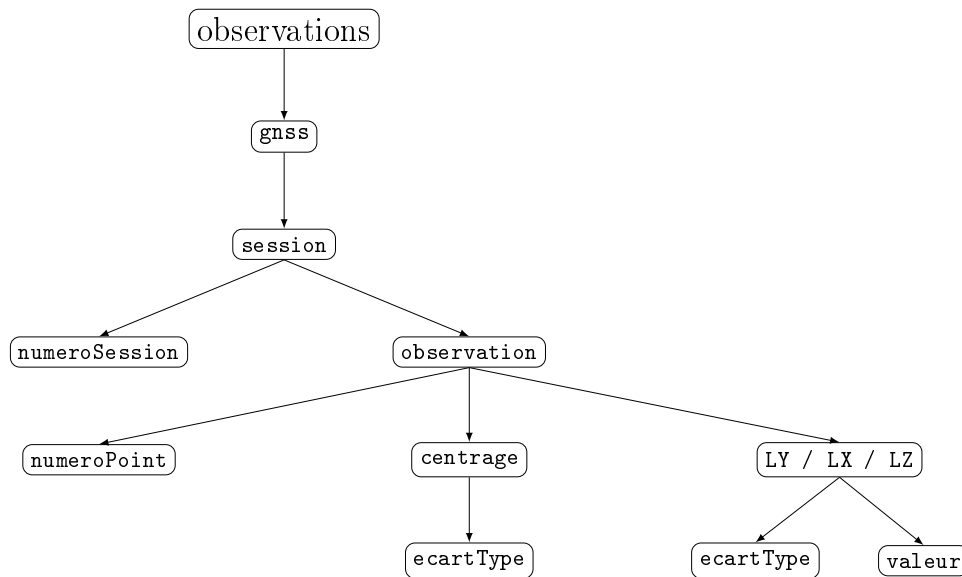 observations
gnss
session
numeroSession
observation
numeroPoint
centrage
LY / LX / LZ
ecartType
ecartType
valeur